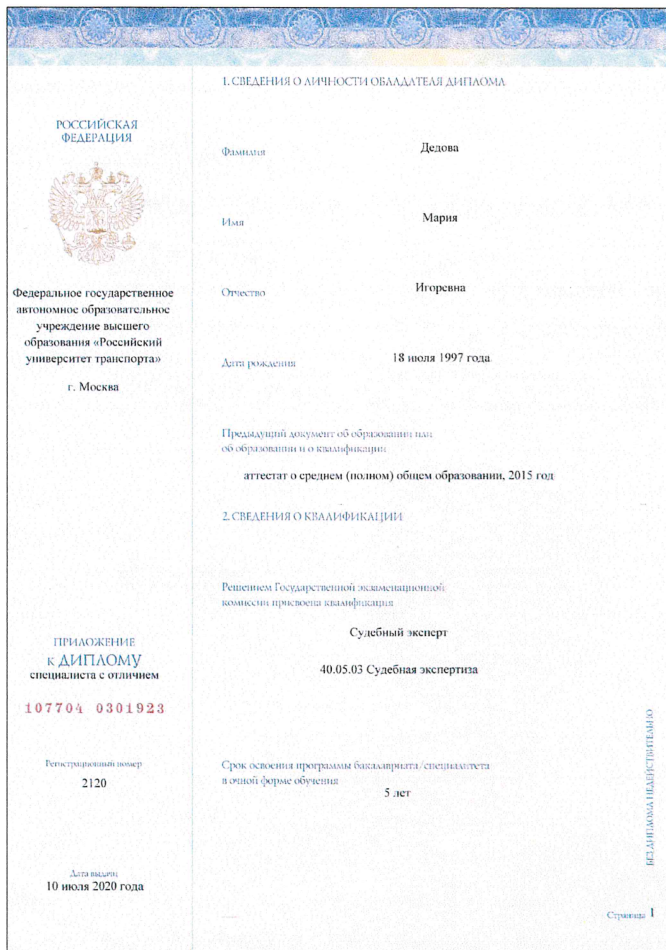 РОССИЙСКАЯ
ФЕДЕРАЦИЯ
Федеральное государственное
автономное образовательное
учреждение высшего
образования «Российский
университет транспорта»
г. Москва
ПРИЛОЖЕНИЕ
к ДИПЛОМУ
специалиста с отличием
107704 0301923
Регистрационный номер
2120
Дата выдачи
10 июля 2020 года
1. СВЕДЕНИЯ О ЛИЧНОСТИ ОБЛАДАТЕЛЯ ДИПЛОМА
Фамилия
Дедова
Имя
Мария
Отчество
Игоревна
Дата рождения
18 июля 1997 года
Предыдущий документ об образовании или
об образовании и о квалификации
аттестат о среднем (полном) общем образовании, 2015 год
2. СВЕДЕНИЯ О КВАЛИФИКАЦИИ
Решением Государственной экзаменационной
комиссии присвоена квалификация
Судебный эксперт
40.05.03 Судебная экспертиза
Срок освоения программы бакалавриата/специалитета
в очной форме обучения
5 лет
БЕЗ ДИПЛОМА НЕДЕЙСТВИТЕЛЬНО
Страница 1